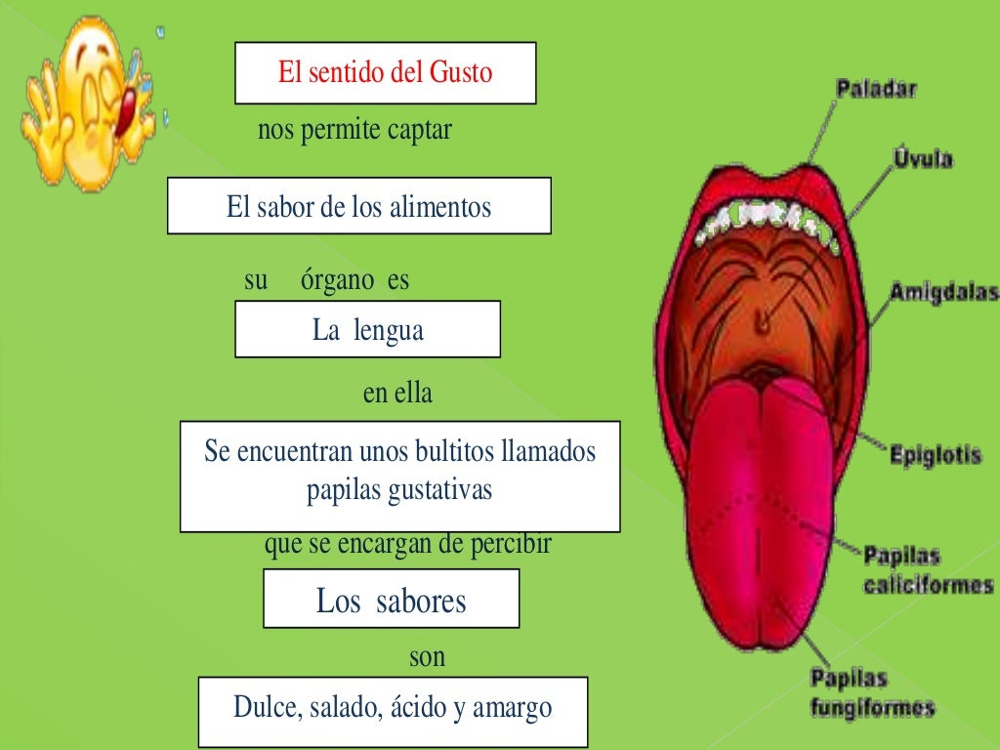 El sentido del Gusto
nos permite captar
El sabor de los alimentos
su órgano es
La lengua
en ella
Se encuentran unos bultitos llamados
papilas gustativas
que se encargan de percibir
Los sabores
son
Dulce, salado, ácido y amargo
Paladar
Úvula
Amigdalas
Epiglotis
Papilas
caliciformes
Papilas
fungiformes